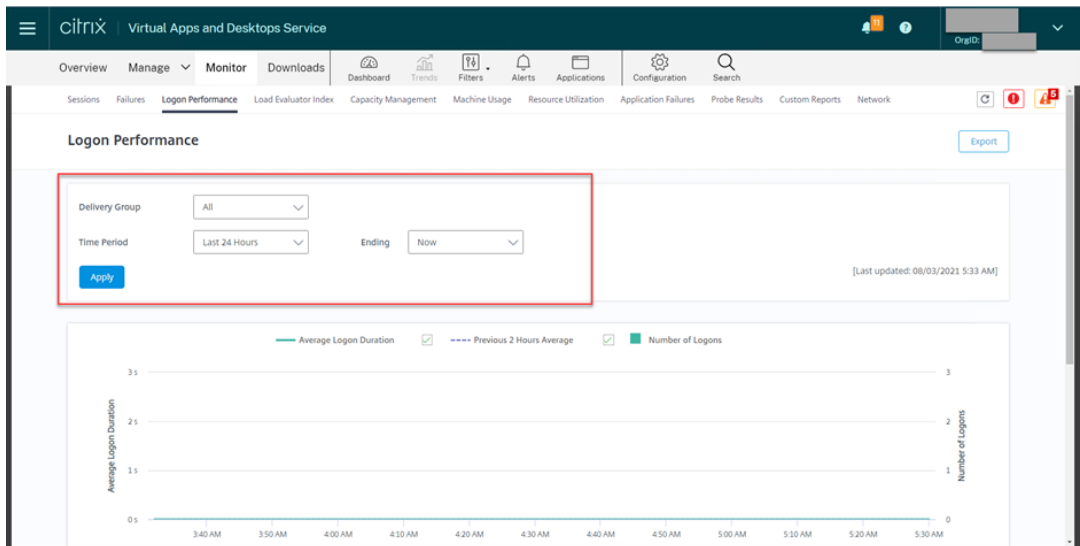 citrix | Virtual Apps and Desktops Service 11 ?
OrgID:
Overview Manage Monitor Downloads Dashboard Trends Filters Alerts Applications Configuration Search
Sessions Failures Logon Performance Load Evaluator Index Capacity Management Machine Usage Resource Utilization Application Failures Probe Results Custom Reports Network 5
Logon Performance Export
Delivery Group All
Time Period Last 24 Hours Ending Now
Apply [Last updated: 08/03/2021 5:33 AM]
Average Logon Duration Previous 2 Hours Average Number of Logons
3 s 3
2 s 2
1 s 1
0 s 0
Average Logon Duration
Number of Logons
3:40 AM 3:50 AM 4:00 AM 4:10 AM 4:20 AM 4:30 AM 4:40 AM 4:50 AM 5:00 AM 5:10 AM 5:20 AM 5:30 AM